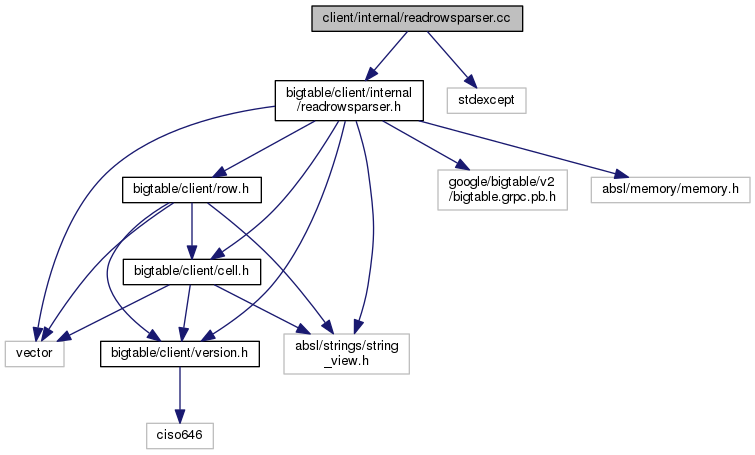 client/internal/readrowsparser.cc
bigtable/client/internal
/readrowsparser.h
stdexcept
bigtable/client/row.h
google/bigtable/v2
/bigtable.grpc.pb.h
absl/memory/memory.h
bigtable/client/cell.h
vector
bigtable/client/version.h
absl/strings/string
_view.h
ciso646